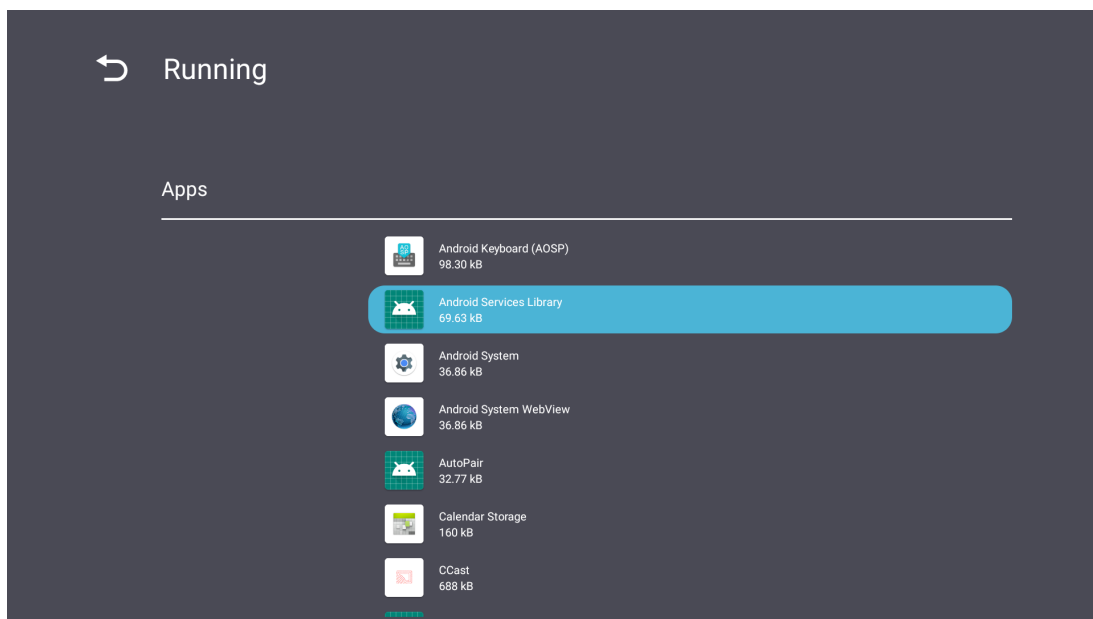 Running
Apps
Android Keyboard (AOSP)
98.30 kB
Android Services Library
69.63 kB
Android System
36.86 kB
Android System WebView
36.86 kB
AutoPair
32.77 kB
Calendar Storage
160 kB
CCast
688 kB